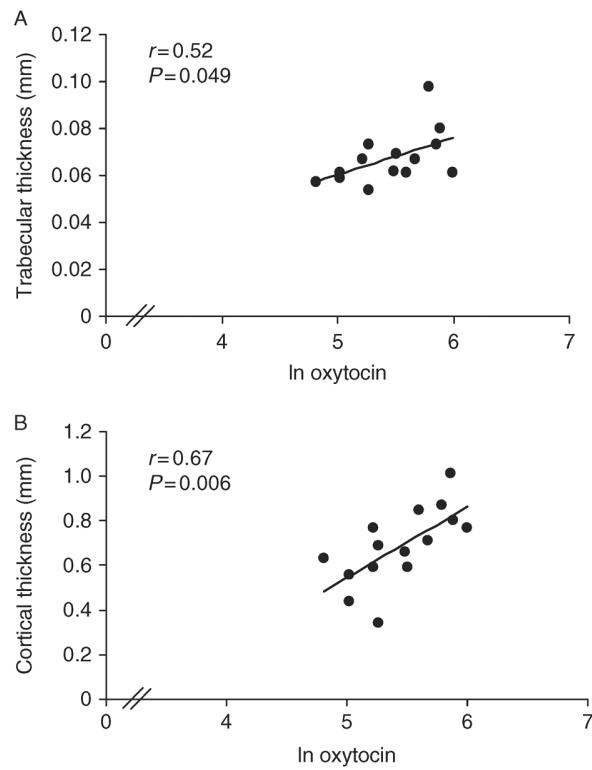 A
r=0.52
P=0.049
Trabecular thickness (mm)
0.12
0.10
0.08
0.06
0.04
0.02
0
0 4 5 6 7
ln oxytocin
B
r=0.67
P=0.006
Cortical thickness (mm)
1.2
1.0
0.8
0.6
0.4
0.2
0
0 4 5 6 7
ln oxytocin